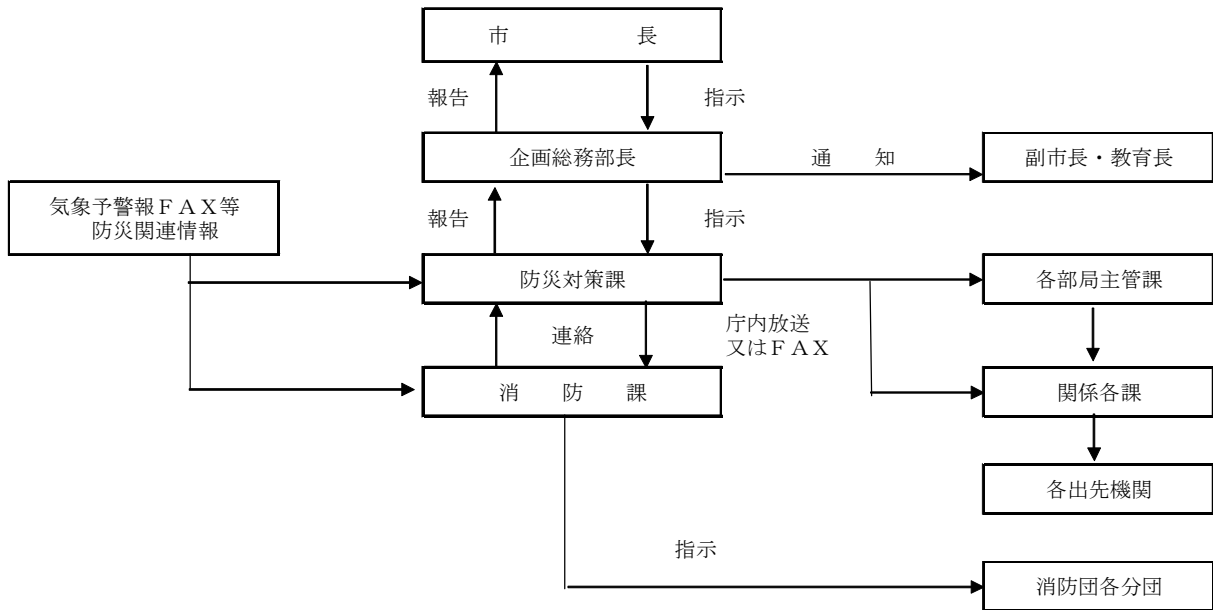 市　　　　長
報告　　　　指示
企画総務部長
通　　知
副市長・教育長
気象予警報ＦＡＸ等
防災関連情報
報告　　　　指示
防災対策課
各部局主管課
連絡
庁内放送
又はＦＡＸ
消　防　課
関係各課
各出先機関
指示
消防団各分団